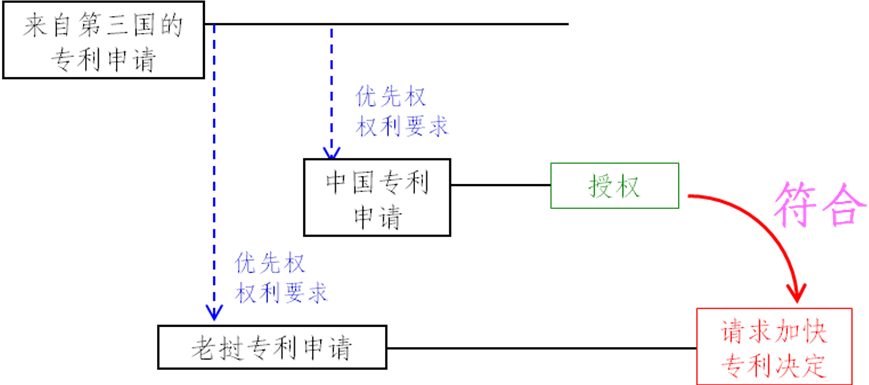 来自第三国的
专利申请
优先权
权利要求
中国专利
申请
授权
符合
优先权
权利要求
老挝专利申请
请求加快
专利决定